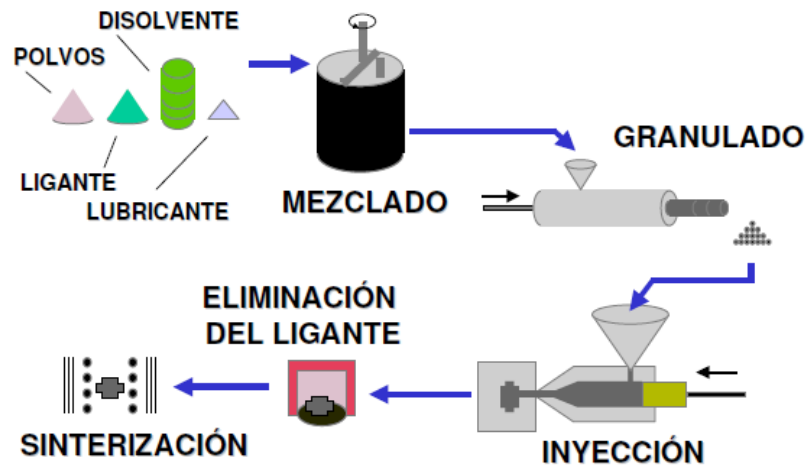 DISOLVENTE
POLVOS
LIGANTE
LUBRICANTE
MEZCLADO
GRANULADO
ELIMINACIÓN
DEL LIGANTE
SINTERIZACIÓN
INYECCIÓN